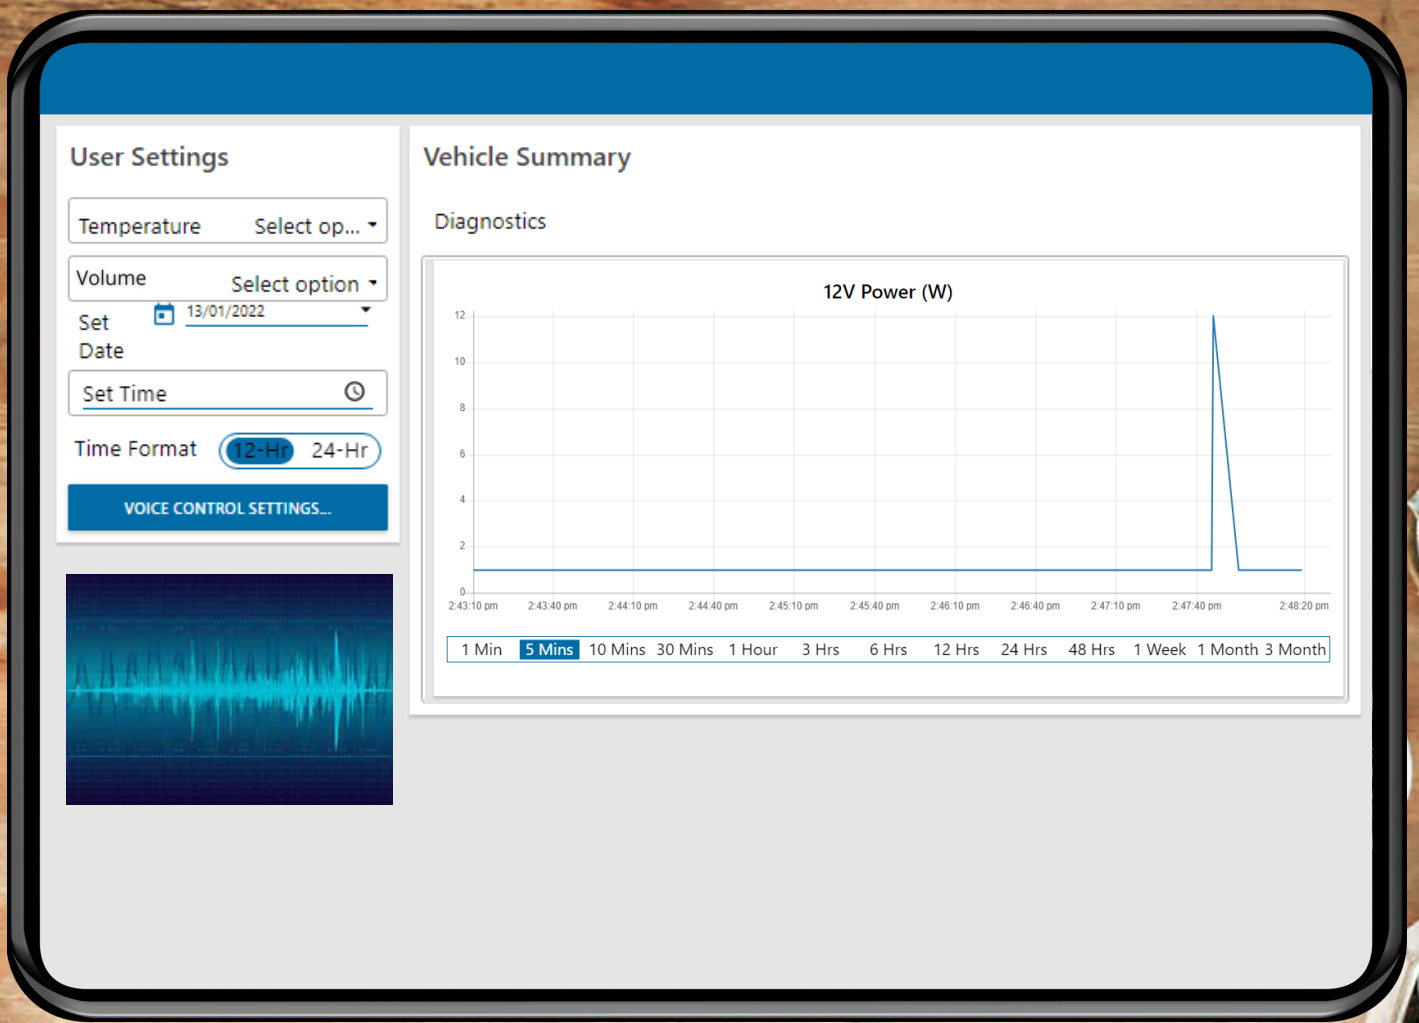 User Settings
Temperature Select op...
Volume Select option
Set Date 13/01/2022
Set Time
Time Format 12-Hr 24-Hr
VOICE CONTROL SETTINGS...
Vehicle Summary
Diagnostics
12V Power (W)
12
10
8
6
4
2
0
2:43:10 pm 2:43:40 pm 2:44:10 pm 2:44:40 pm 2:45:10 pm 2:45:40 pm 2:46:10 pm 2:46:40 pm 2:47:10 pm 2:47:40 pm 2:48:20 pm
1 Min 5 Mins 10 Mins 30 Mins 1 Hour 3 Hrs 6 Hrs 12 Hrs 24 Hrs 48 Hrs 1 Week 1 Month 3 Month